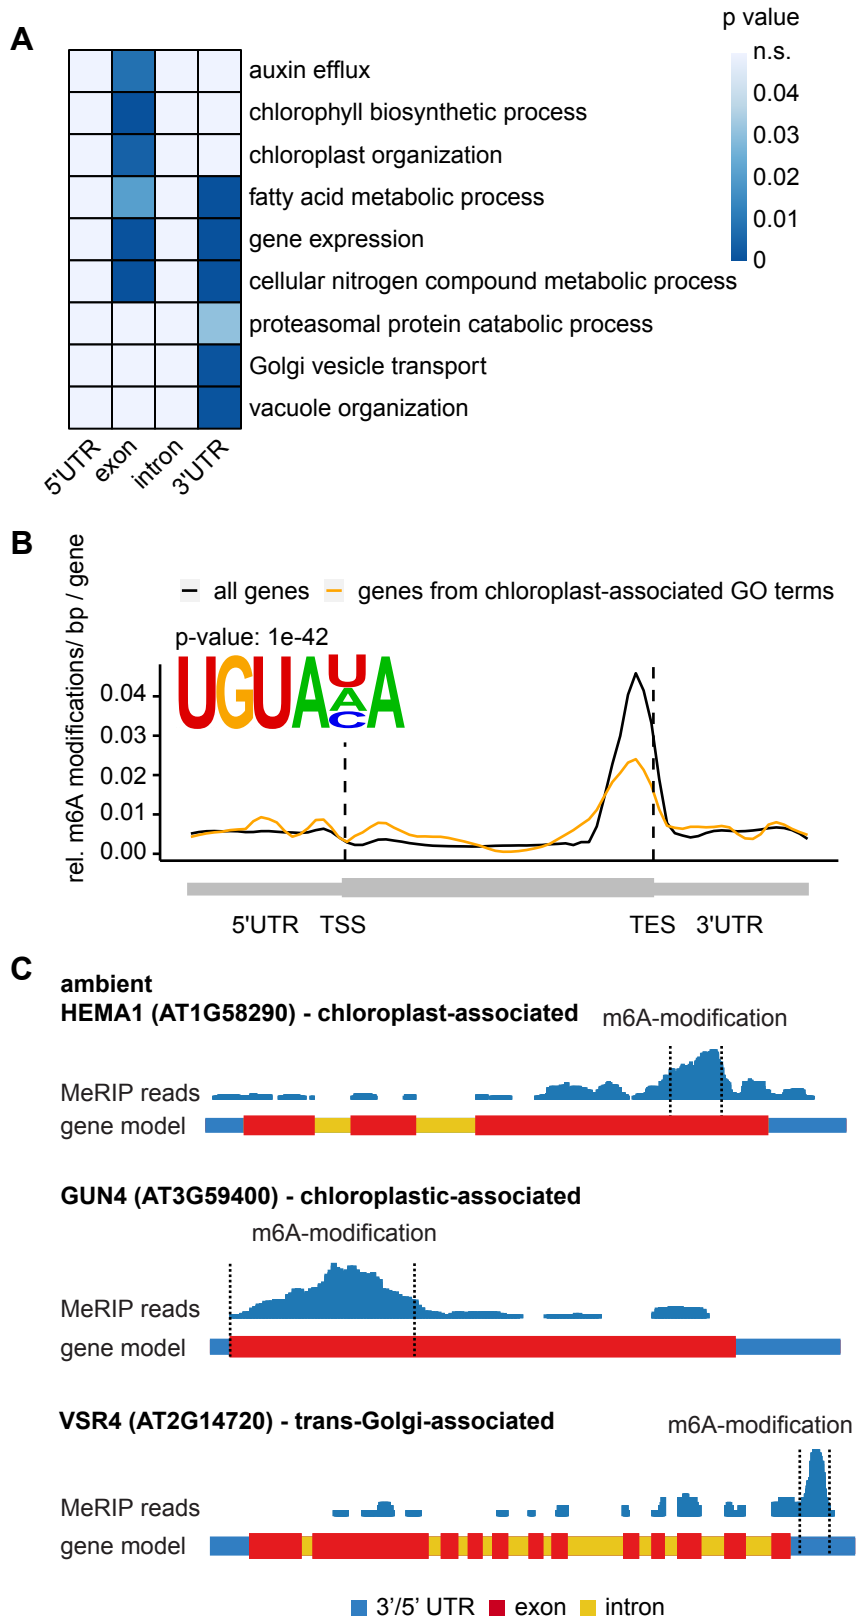 A
p value
n.s.
0.04
0.03
0.02
0.01
0
auxin efflux
chlorophyll biosynthetic process
chloroplast organization
fatty acid metabolic process
gene expression
cellular nitrogen compound metabolic process
proteasomal protein catabolic process
Golgi vesicle transport
vacuole organization
5'UTR
exon
intron
3'UTR
B
rel. m6A modifications/ bp / gene
all genes
genes from chloroplast-associated GO terms
p-value: 1e-42
UGUAUA
A
C
0.04
0.03
0.02
0.01
0.00
5'UTR TSS TES 3'UTR
C
ambient
HEMA1 (AT1G58290) - chloroplast-associated
m6A-modification
MeRIP reads
gene model
GUN4 (AT3G59400) - chloroplastic-associated
m6A-modification
MeRIP reads
gene model
VSR4 (AT2G14720) - trans-Golgi-associated
m6A-modification
MeRIP reads
gene model
3'/5' UTR exon intron